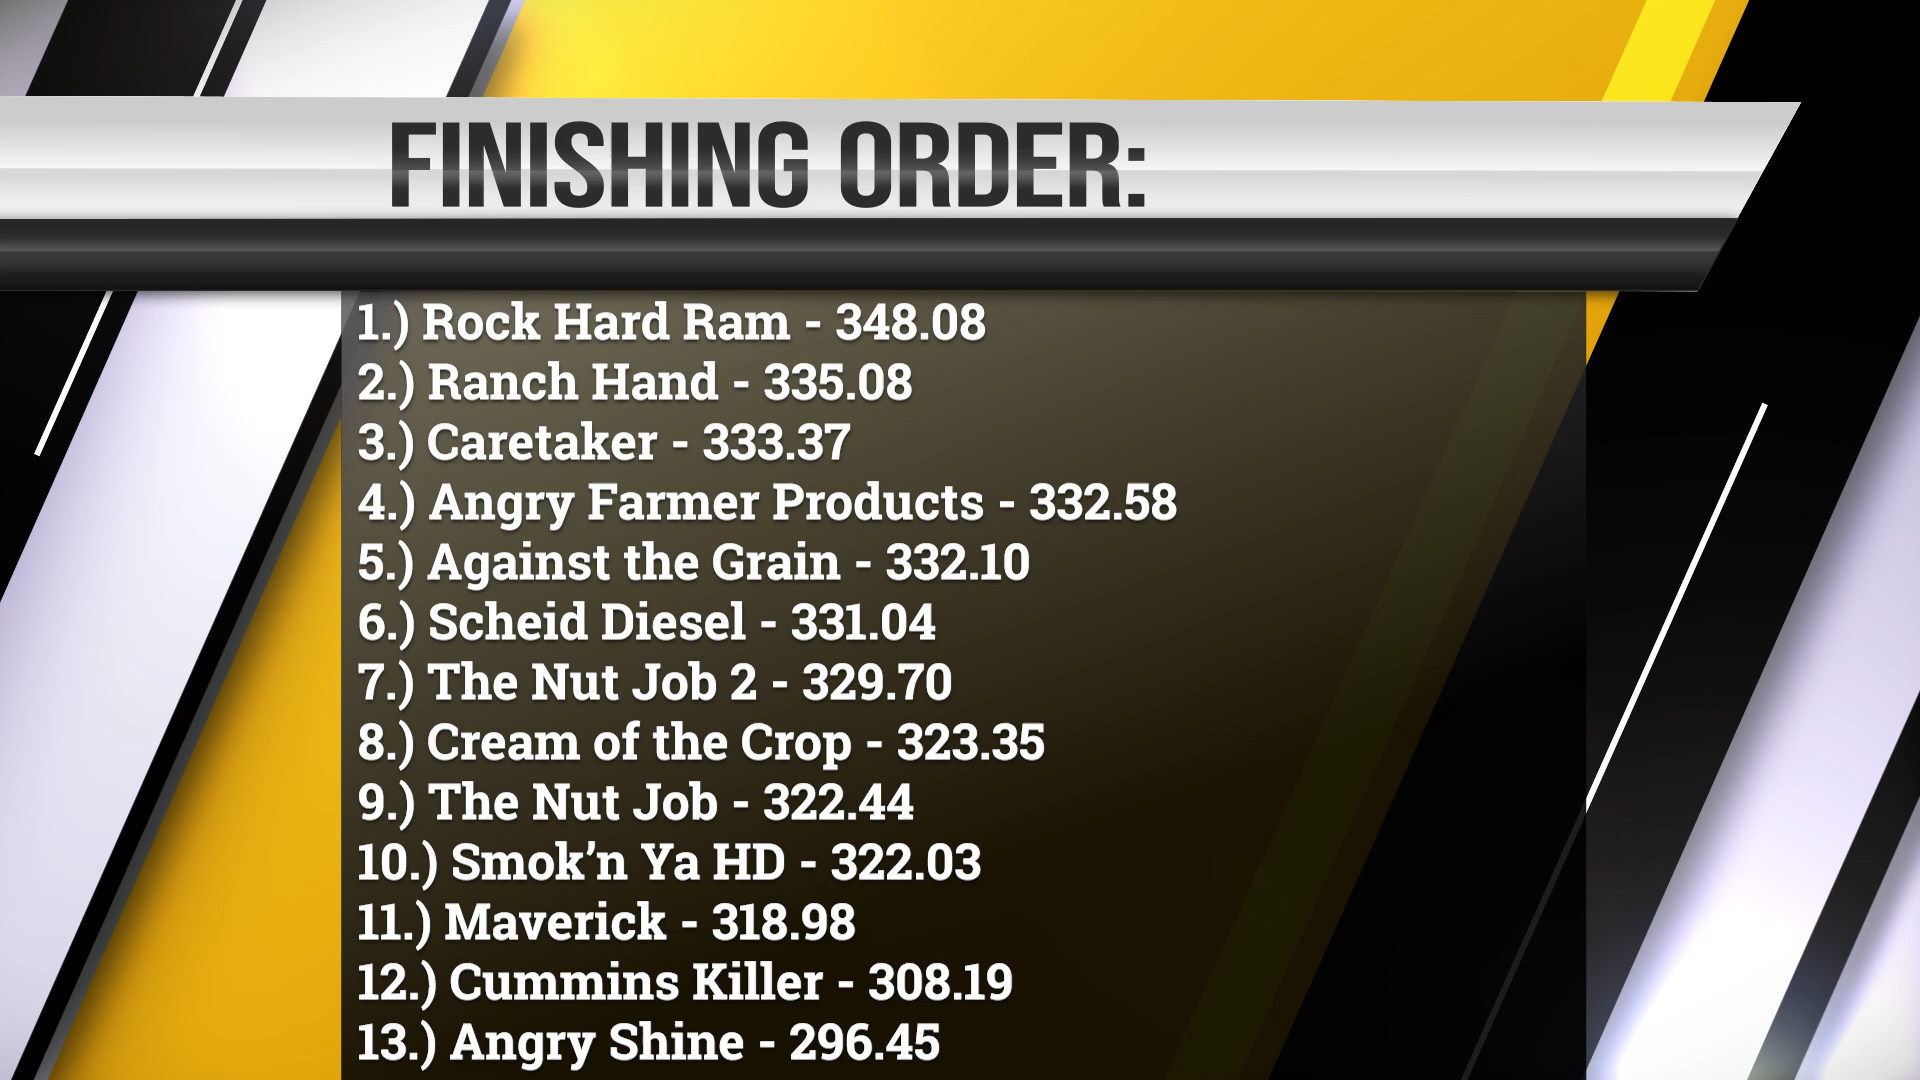 FINISHING ORDER:
1.) Rock Hard Ram - 348.08
2.) Ranch Hand - 335.08
3.) Caretaker - 333.37
4.) Angry Farmer Products - 332.58
5.) Against the Grain - 332.10
6.) Scheid Diesel - 331.04
7.) The Nut Job 2 - 329.70
8.) Cream of the Crop - 323.35
9.) The Nut Job - 322.44
10.) Smok’n Ya HD - 322.03
11.) Maverick - 318.98
12.) Cummins Killer - 308.19
13.) Angry Shine - 296.45